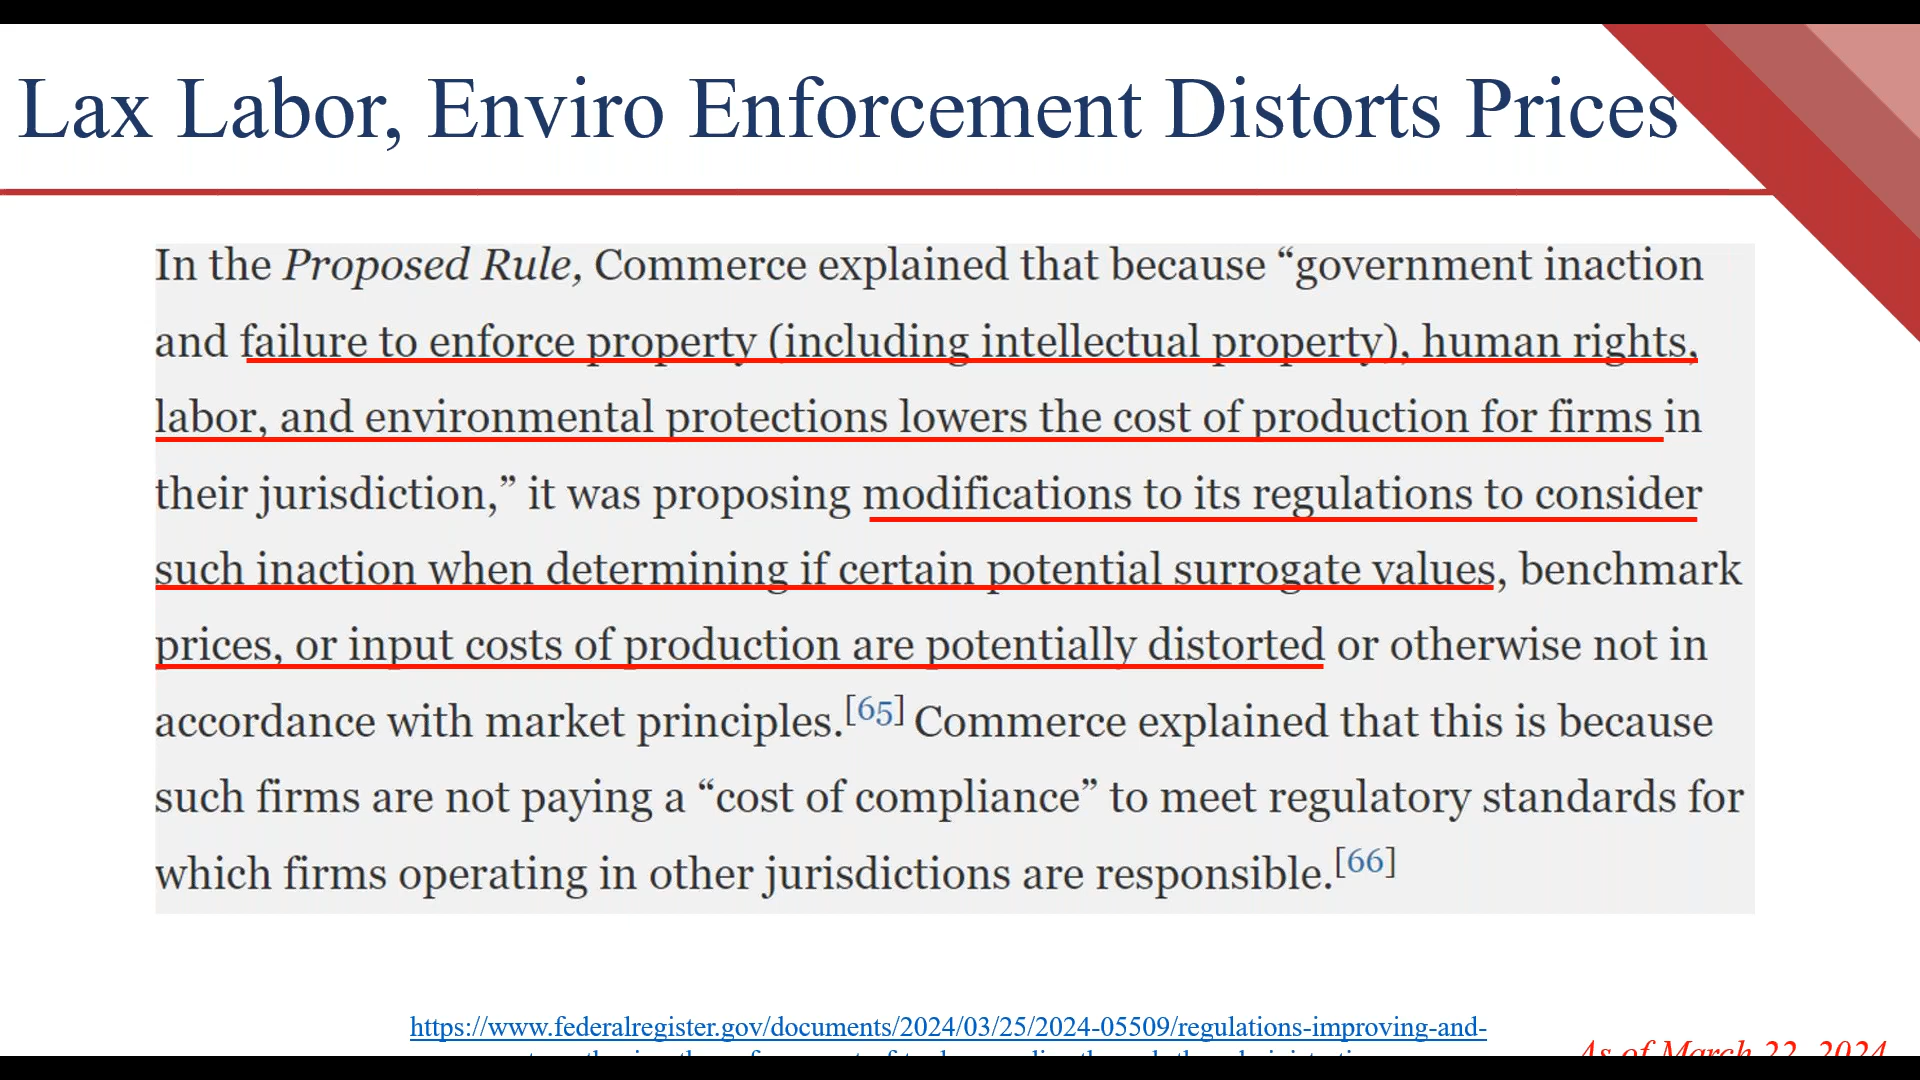 Lax Labor, Enviro Enforcement Distorts Prices
In the Proposed Rule, Commerce explained that because “government inaction
and failure to enforce property (including intellectual property), human rights,
labor, and environmental protections lowers the cost of production for firms in
their jurisdiction,” it was proposing modifications to its regulations to consider
such inaction when determining if certain potential surrogate values, benchmark
prices, or input costs of production are potentially distorted or otherwise not in
accordance with market principles.[65] Commerce explained that this is because
such firms are not paying a “cost of compliance” to meet regulatory standards for
which firms operating in other jurisdictions are responsible.[66]
https://www.federalregister.gov/documents/2024/03/25/2024-05509/regulations-improving-and-
As of March 22, 2024